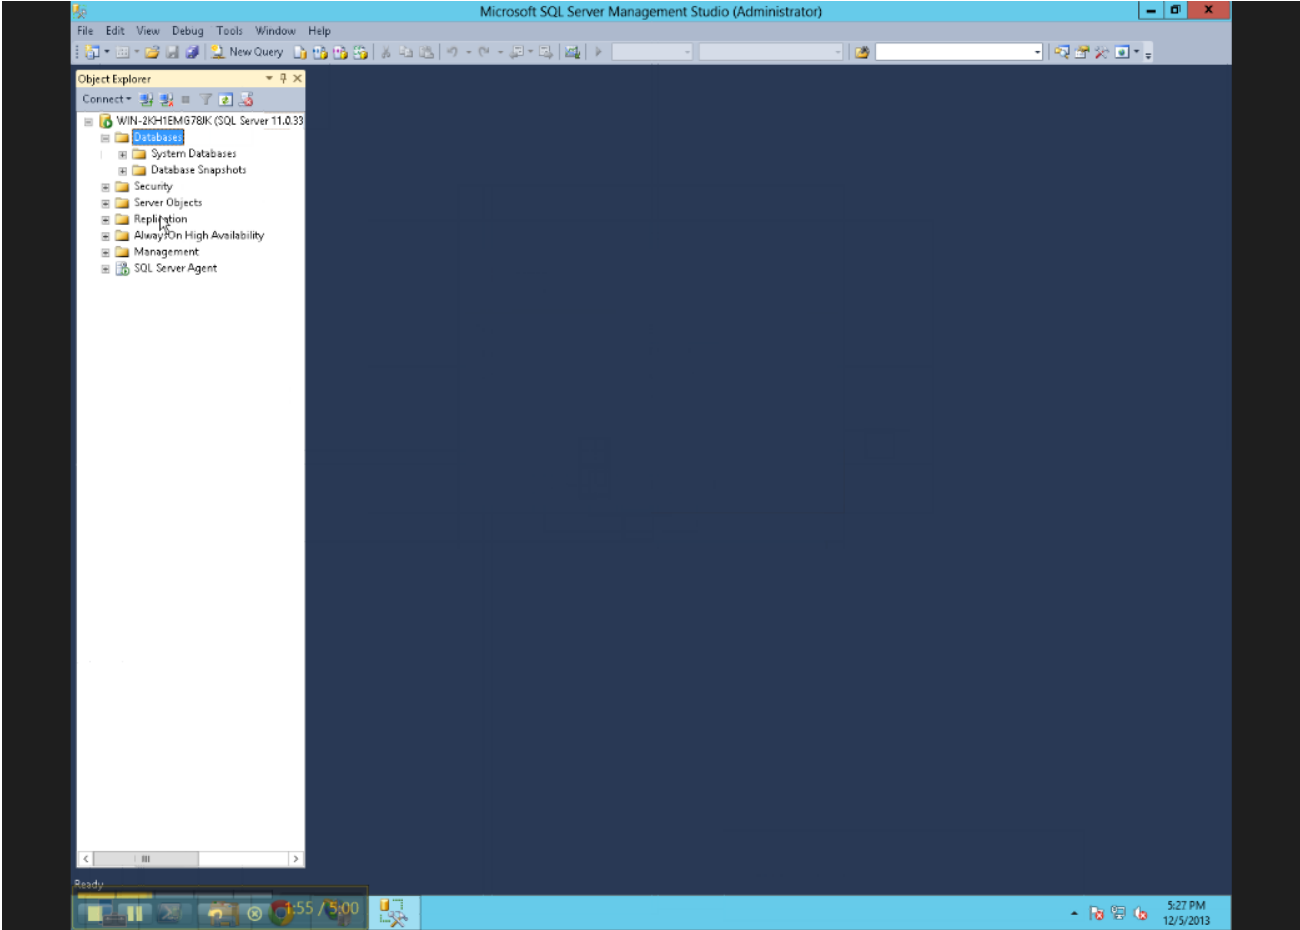 Microsoft SQL Server Management Studio (Administrator)
File Edit View Debug Tools Window Help
New Query
Object Explorer
Connect
WIN-2KH1EMG78JK (SQL Server 11.0.33
Databases
System Databases
Database Snapshots
Security
Server Objects
Replication
AlwaysOn High Availability
Management
SQL Server Agent
Ready
1:55 / 5:00
5:27 PM
12/5/2013